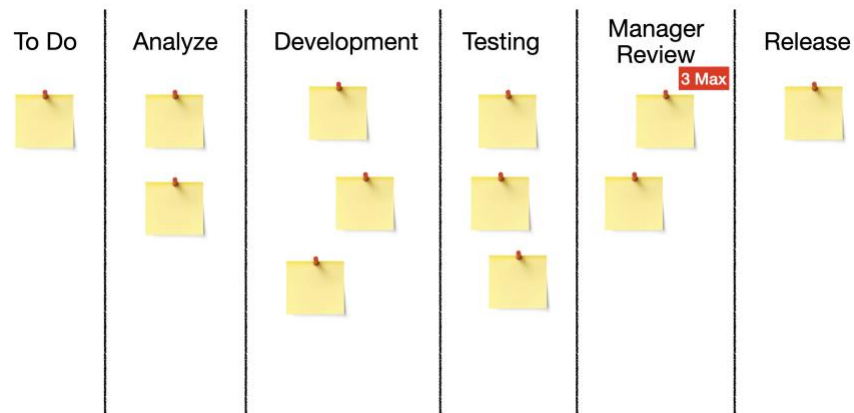 To Do
Analyze
Development
Testing
Manager
Review
3 Max
Release